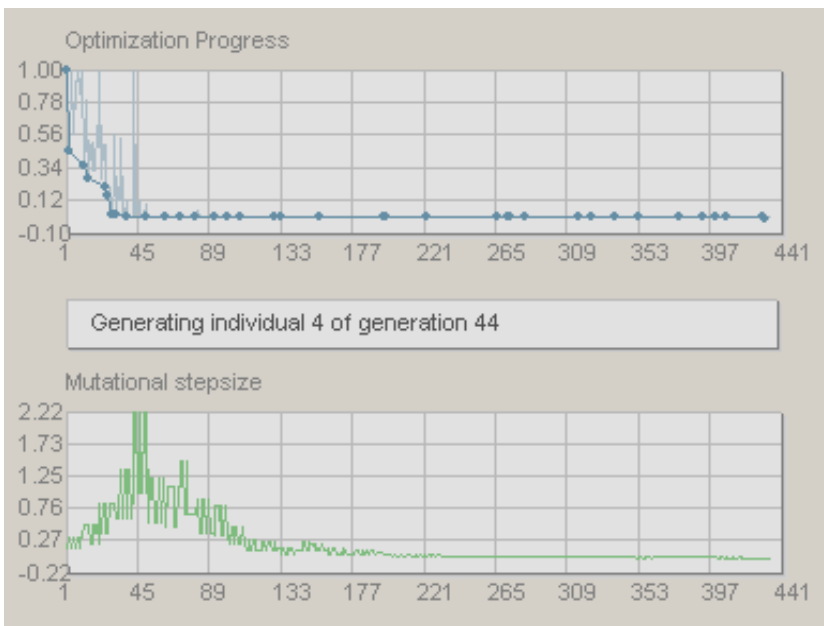 Optimization Progress
1.00
0.78
0.56
0.34
0.12
-0.10
1 45 89 133 177 221 265 309 353 397 441
Generating individual 4 of generation 44
Mutational stepsize
2.22
1.73
1.25
0.76
0.27
-0.22
1 45 89 133 177 221 265 309 353 397 441